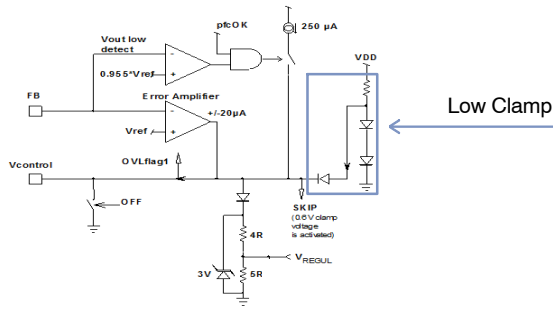 pfcOK
250 µA
Vout low
detect
VDD
0.955*Vref
Low Clamp
Error Amplifier
FB
+/-20µA
Vref
OVLflag1
Vcontrol
OFF
SKIP
(0.6 V clamp
voltage
is activated)
4R
VREGUL
3V
5R
-
+
-
+